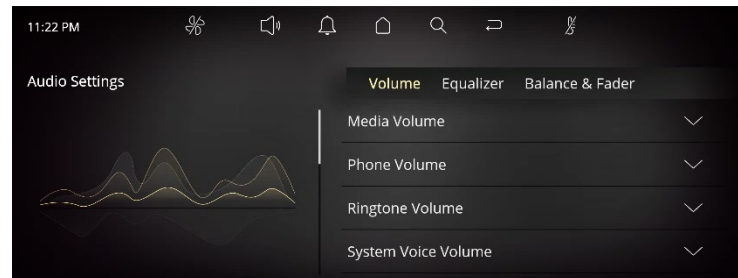 11:22 PM
Audio Settings
Volume Equalizer Balance & Fader
Media Volume
Phone Volume
Ringtone Volume
System Voice Volume